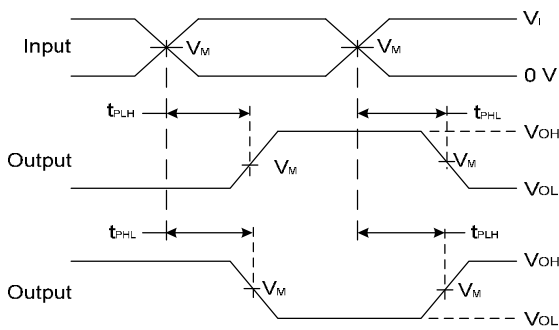 VI
Input
VM
VM
0 V
tPLH
tPHL
VOH
Output
VM
VM
VOL
tPHL
tPLH
VOH
Output
VM
VM
VOL